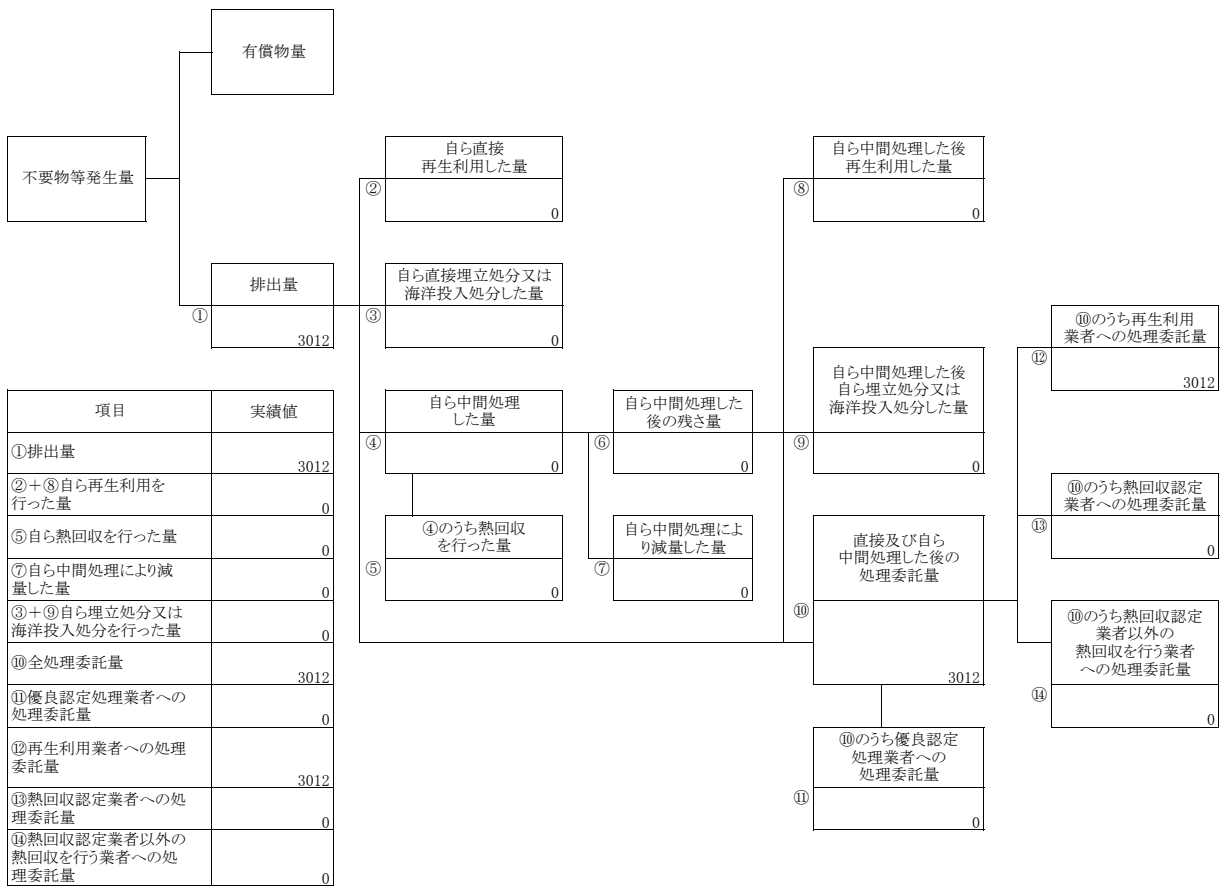 有償物量
不要物等発生量
自ら直接
再生利用した量
②
0
自ら中間処理した後
再生利用した量
⑧
0
排出量
①
3012
自ら直接埋立処分又は
海洋投入処分した量
③
0
⑩のうち再生利用
業者への処理委託量
⑫
3012
自ら中間処理
した量
④
0
自ら中間処理した
後の残さ量
⑥
0
自ら中間処理した後
自ら埋立処分又は
海洋投入処分した量
⑨
0
⑩のうち熱回収認定
業者への処理委託量
⑬
0
④のうち熱回収
を行った量
⑤
0
自ら中間処理によ
り減量した量
⑦
0
直接及び自ら
中間処理した後の
処理委託量
⑩
3012
⑩のうち熱回収認定
業者以外の
熱回収を行う業者
への処理委託量
⑭
0
⑩のうち優良認定
処理業者への
処理委託量
⑪
0
項目
実績値
①排出量
3012
②+⑧自ら再生利用を
行った量
0
⑤自ら熱回収を行った量
0
⑦自ら中間処理により減
量した量
0
③+⑨自ら埋立処分又は
海洋投入処分を行った量
0
⑩全処理委託量
3012
⑪優良認定処理業者への
処理委託量
0
⑫再生利用業者への処理
委託量
3012
⑬熱回収認定業者への処
理委託量
0
⑭熱回収認定業者以外の
熱回収を行う業者への処
理委託量
0